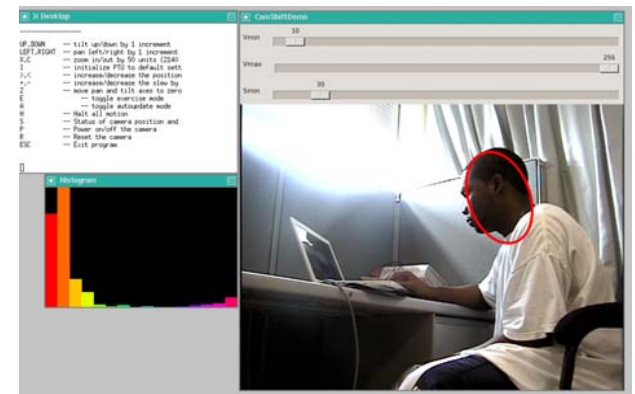 X Desktop
UP,DOWN -- tilt up/down by 1 increment
LEFT,RIGHT -- pan left/right by 1 increment
X,C -- zoom in/out by 50 units (2140
I -- initialize PTU to default sett
>,< -- increase/decrease the position
+,- -- increase/decrease the slew by
Z -- move pan and tilt axes to zero
E -- toggle exercise mode
A -- toggle autoupdate mode
H -- Halt all motion
S -- Status of camera position and
P -- Power on/off the camera
R -- Reset the camera
ESC -- Exit program
Histogram
CamShiftDemo
Vmin
10
Vmax
256
Smin
30